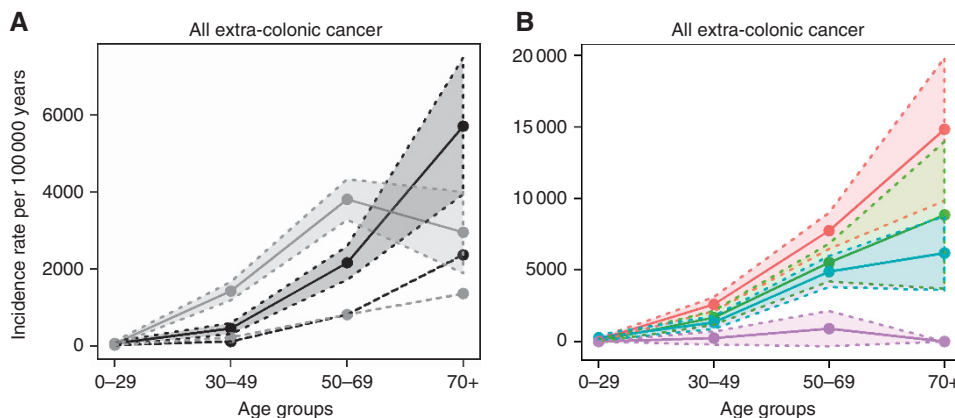 A
All extra-colonic cancer
Incidence rate per 100 000 years
6000
4000
2000
0
0–29
30–49
50–69
70+
Age groups
B
All extra-colonic cancer
20 000
15 000
10 000
5000
0
0–29
30–49
50–69
70+
Age groups